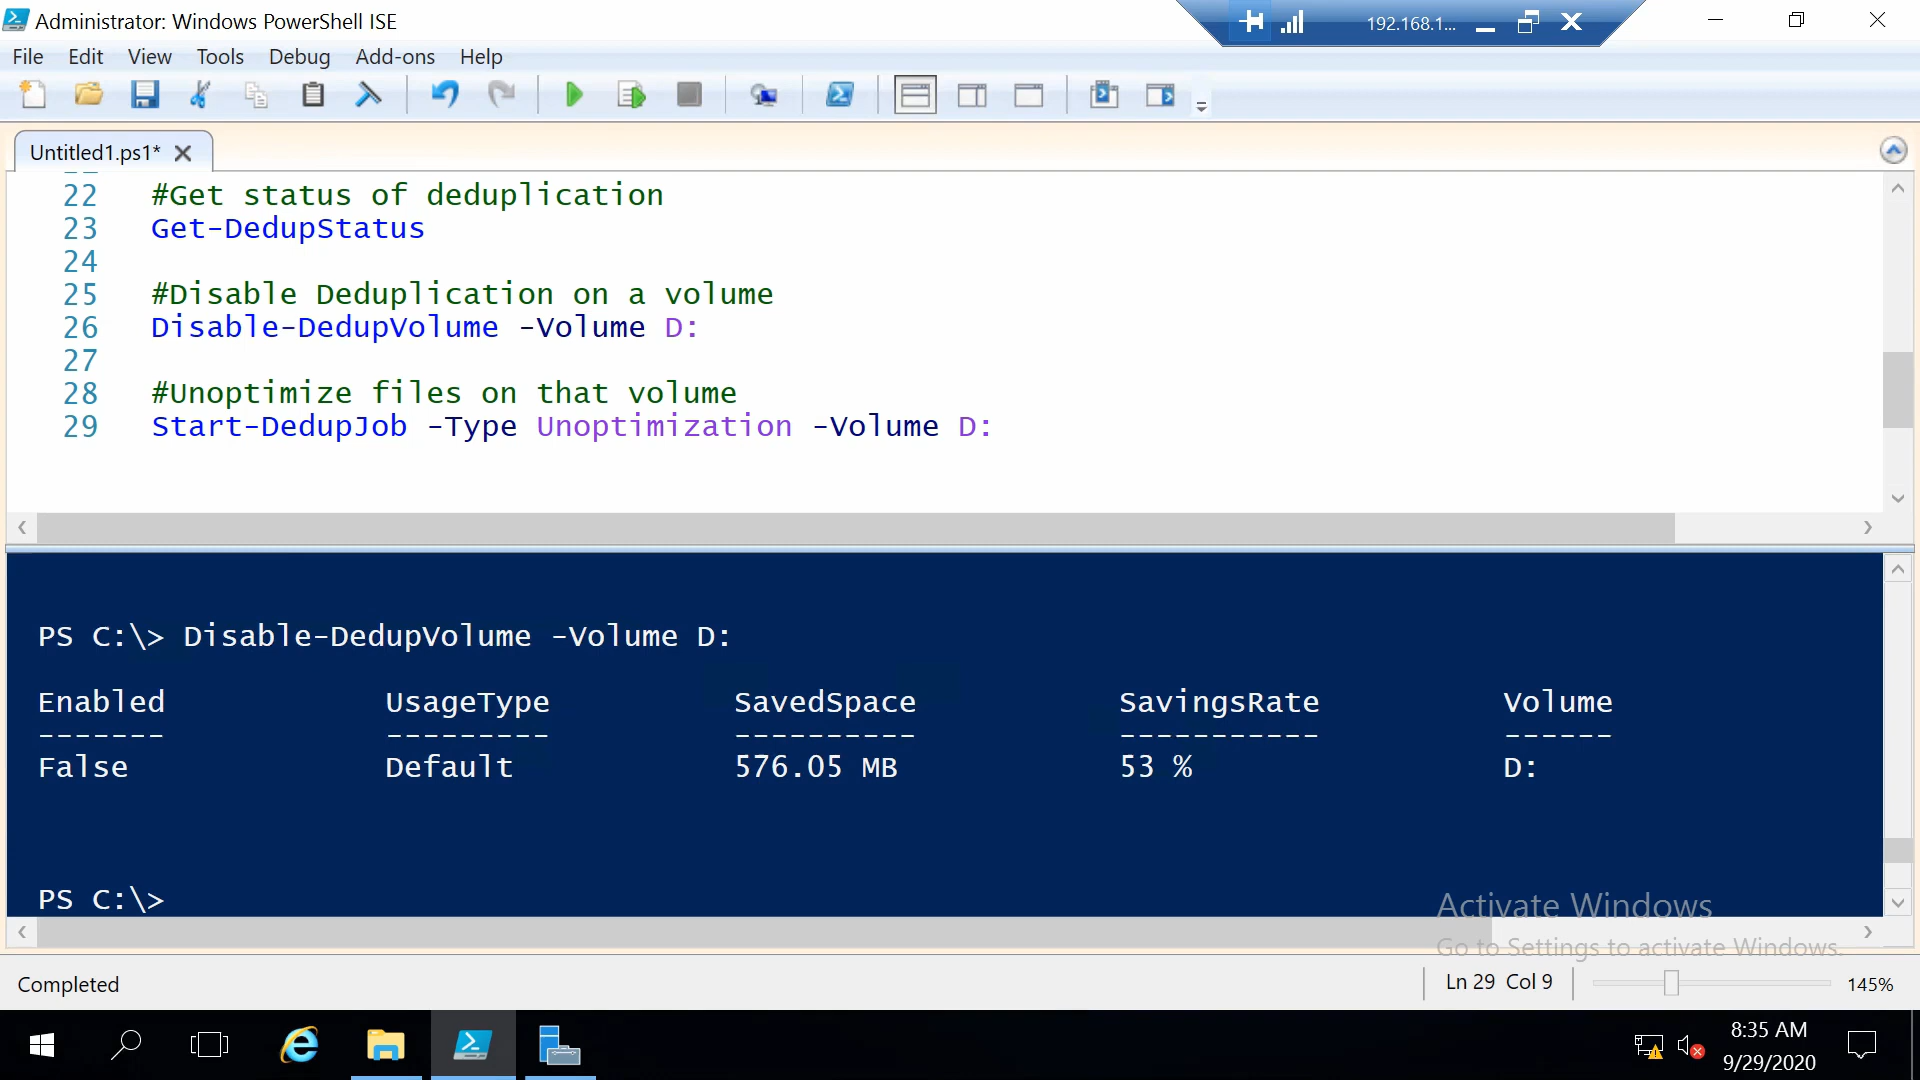 Administrator: Windows PowerShell ISE
192.168.1...
File Edit View Tools Debug Add-ons Help
Untitled1.ps1*
22 #Get status of deduplication
23 Get-DedupStatus
24
25 #Disable Deduplication on a volume
26 Disable-DedupVolume -Volume D:
27
28 #Unoptimize files on that volume
29 Start-DedupJob -Type Unoptimization -Volume D:
PS C:\> Disable-DedupVolume -Volume D:
Enabled UsageType SavedSpace SavingsRate Volume
------- --------- ---------- ----------- ------
False Default 576.05 MB 53 % D:
PS C:\>
Activate Windows
Go to Settings to activate Windows.
Completed
Ln 29 Col 9
145%
8:35 AM
9/29/2020